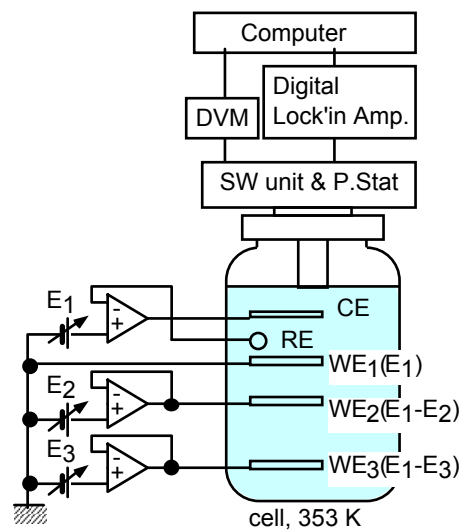 Computer
DVM
Digital
Lock'in Amp.
SW unit & P.Stat
E1
-
+
CE
RE
WE1(E1)
E2
-
+
WE2(E1-E2)
E3
-
+
WE3(E1-E3)
cell, 353 K